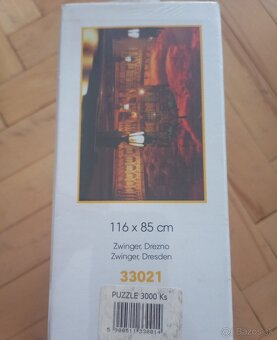 116 x 85 cm
Zwinger, Drezno
Zwinger, Dresden
33021
PUZZLE 3000 Ks